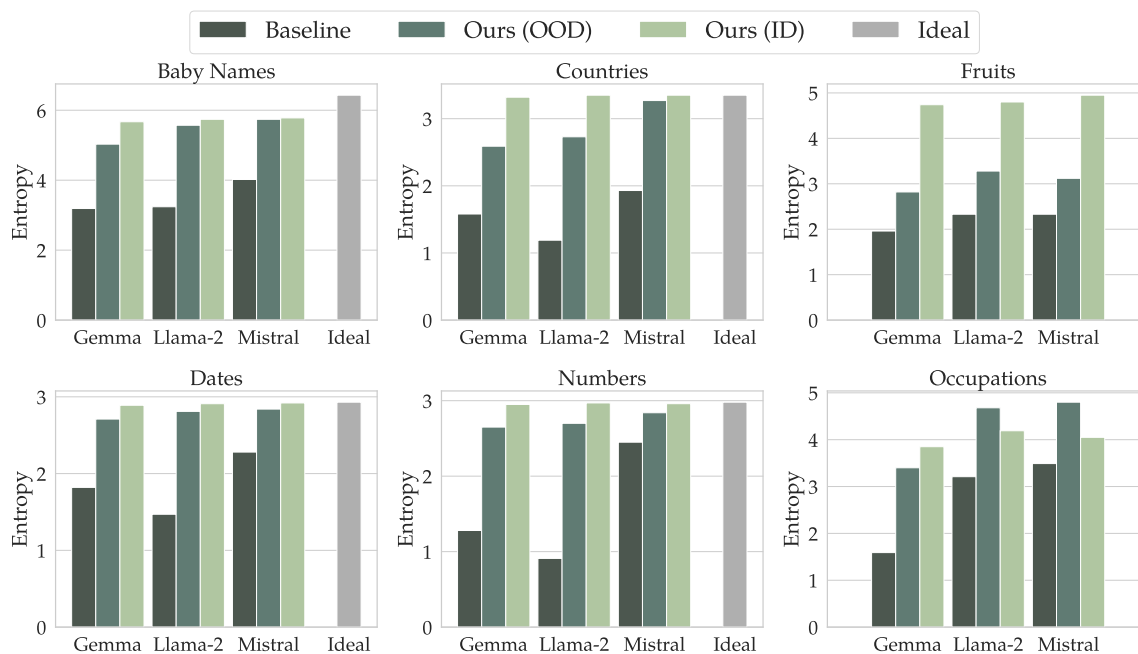 Baseline Ours (OOD) Ours (ID) Ideal
Baby Names
Entropy
6
4
2
0
Gemma Llama-2 Mistral Ideal
Countries
Entropy
3
2
1
0
Gemma Llama-2 Mistral Ideal
Fruits
Entropy
5
4
3
2
1
0
Gemma Llama-2 Mistral
Dates
Entropy
3
2
1
0
Gemma Llama-2 Mistral Ideal
Numbers
Entropy
3
2
1
0
Gemma Llama-2 Mistral Ideal
Occupations
Entropy
5
4
3
2
1
0
Gemma Llama-2 Mistral